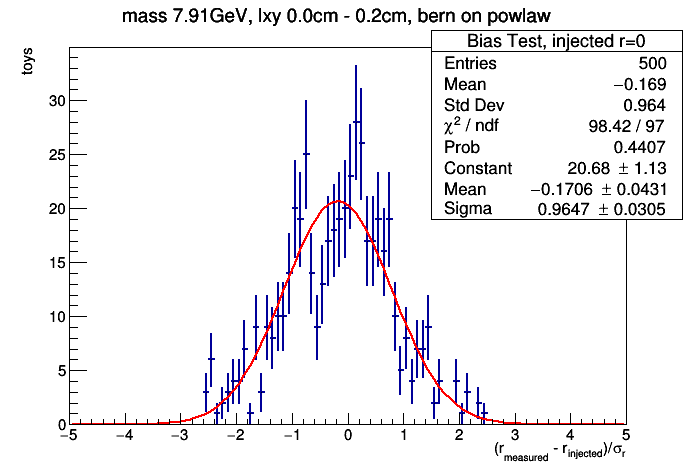 mass 7.91GeV, lxy 0.0cm - 0.2cm, bern on powlaw
toys
Bias Test, injected r=0
Entries 500
Mean −0.169
Std Dev 0.964
χ² / ndf 98.42 / 97
Prob 0.4407
Constant 20.68 ± 1.13
Mean −0.1706 ± 0.0431
Sigma 0.9647 ± 0.0305
30
25
20
15
10
5
0
−5 −4 −3 −2 −1 0 1 2 3 4 5
(r_measured - r_injected)/σ_r